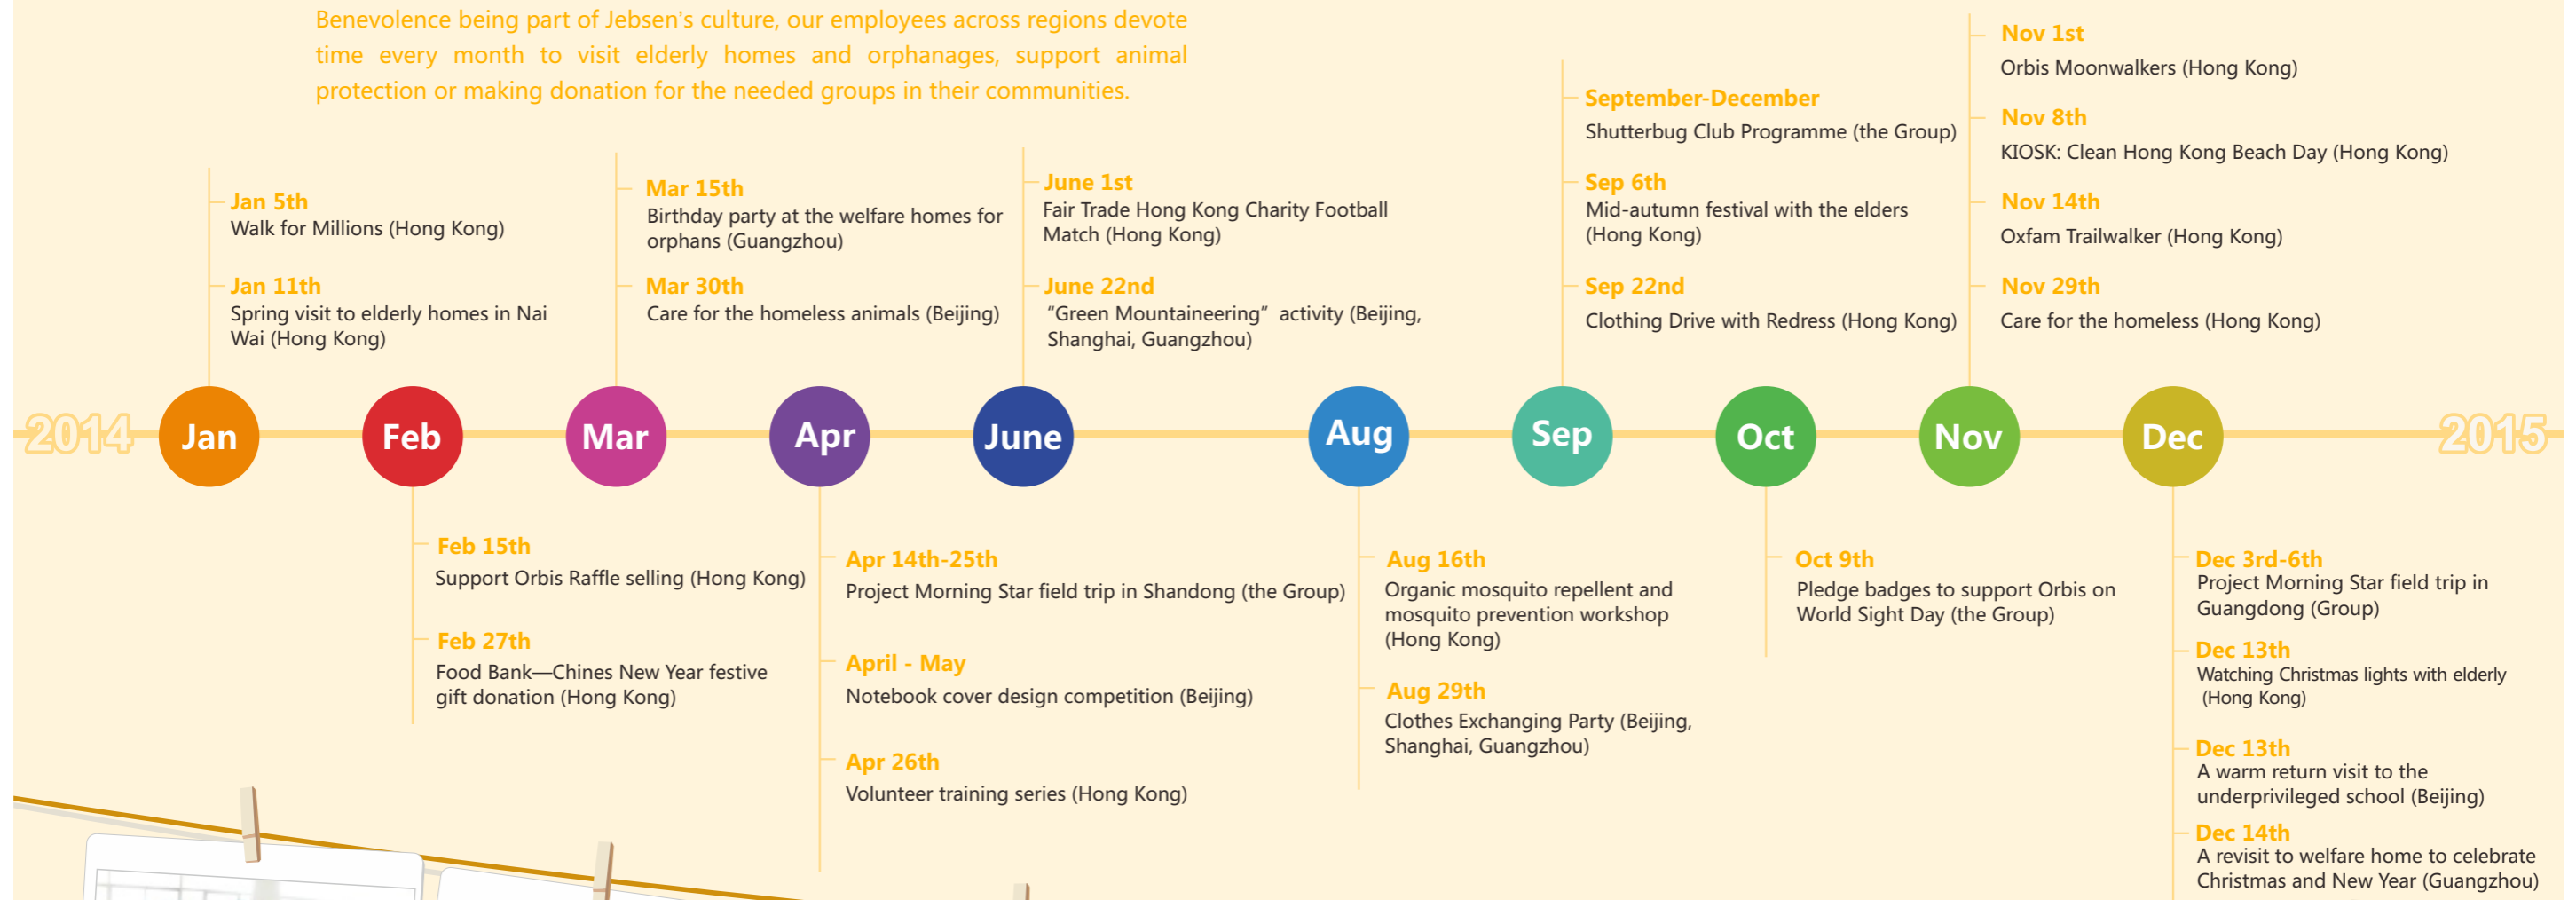 Benevolence being part of Jebsen's culture, our employees across regions devote
time every month to visit elderly homes and orphanages, support animal
protection or making donation for the needed groups in their communities.
Jan 5th
Walk for Millions (Hong Kong)
Jan 11th
Spring visit to elderly homes in Nai
Wai (Hong Kong)
Mar 15th
Birthday party at the welfare homes for
orphans (Guangzhou)
Mar 30th
Care for the homeless animals (Beijing)
June 1st
Fair Trade Hong Kong Charity Football
Match (Hong Kong)
June 22nd
“Green Mountaineering” activity (Beijing,
Shanghai, Guangzhou)
September-December
Shutterbug Club Programme (the Group)
Sep 6th
Mid-autumn festival with the elders
(Hong Kong)
Sep 22nd
Clothing Drive with Redress (Hong Kong)
Nov 1st
Orbis Moonwalkers (Hong Kong)
Nov 8th
KIOSK: Clean Hong Kong Beach Day (Hong Kong)
Nov 14th
Oxfam Trailwalker (Hong Kong)
Nov 29th
Care for the homeless (Hong Kong)
2014
Jan
Feb
Mar
Apr
June
Aug
Sep
Oct
Nov
Dec
2015
Feb 15th
Support Orbis Raffle selling (Hong Kong)
Feb 27th
Food Bank—Chines New Year festive
gift donation (Hong Kong)
Apr 14th-25th
Project Morning Star field trip in Shandong (the Group)
April - May
Notebook cover design competition (Beijing)
Apr 26th
Volunteer training series (Hong Kong)
Aug 16th
Organic mosquito repellent and
mosquito prevention workshop
(Hong Kong)
Aug 29th
Clothes Exchanging Party (Beijing,
Shanghai, Guangzhou)
Oct 9th
Pledge badges to support Orbis on
World Sight Day (the Group)
Dec 3rd-6th
Project Morning Star field trip in
Guangdong (Group)
Dec 13th
Watching Christmas lights with elderly
(Hong Kong)
Dec 13th
A warm return visit to the
underprivileged school (Beijing)
Dec 14th
A revisit to welfare home to celebrate
Christmas and New Year (Guangzhou)